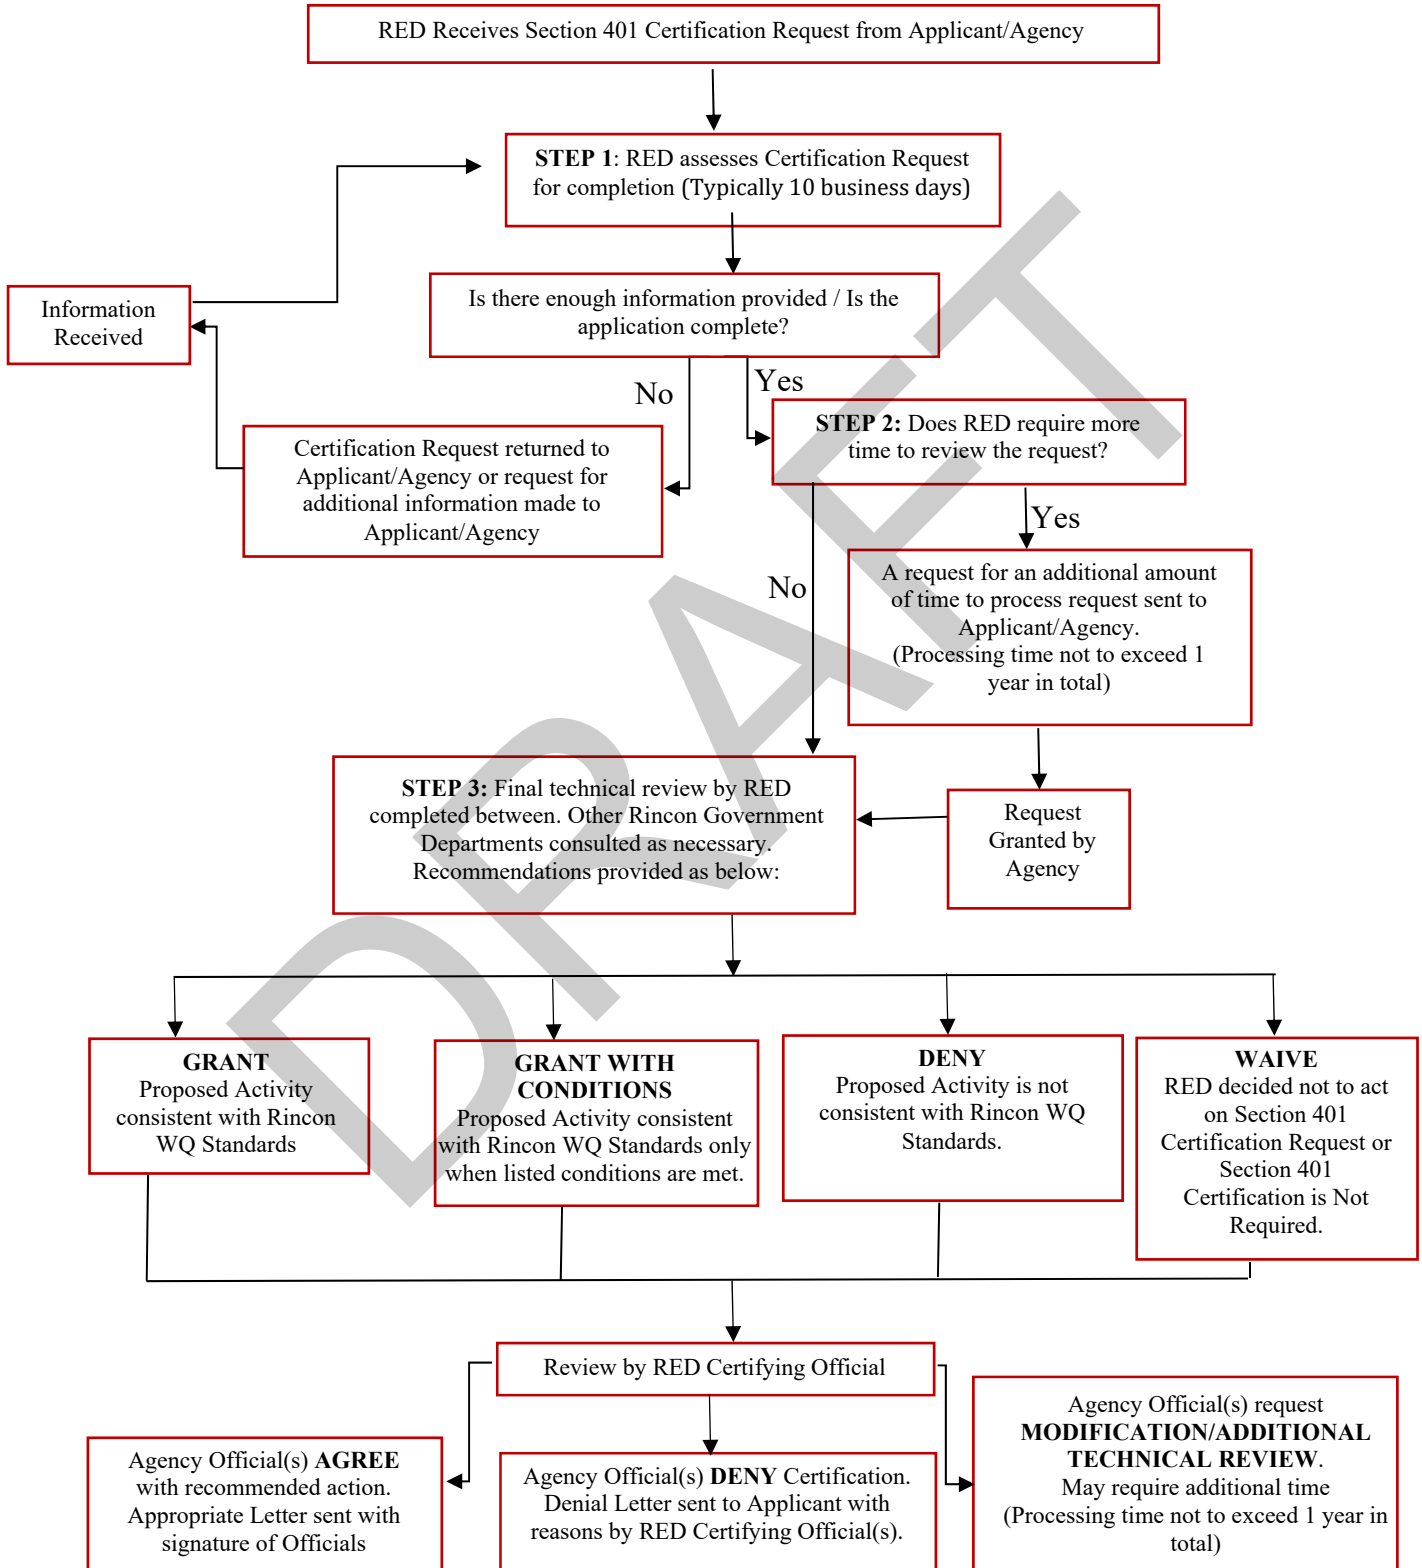 RED Receives Section 401 Certification Request from Applicant/Agency
STEP 1: RED assesses Certification Request
for completion (Typically 10 business days)
Is there enough information provided / Is the
application complete?
Information
Received
No
Yes
Certification Request returned to
Applicant/Agency or request for
additional information made to
Applicant/Agency
STEP 2: Does RED require more
time to review the request?
Yes
No
A request for an additional amount
of time to process request sent to
Applicant/Agency.
(Processing time not to exceed 1
year in total)
STEP 3: Final technical review by RED
completed between. Other Rincon Government
Departments consulted as necessary.
Recommendations provided as below:
Request
Granted by
Agency
GRANT
Proposed Activity
consistent with Rincon
WQ Standards
GRANT WITH
CONDITIONS
Proposed Activity consistent
with Rincon WQ Standards only
when listed conditions are met.
DENY
Proposed Activity is not
consistent with Rincon WQ
Standards.
WAIVE
RED decided not to act
on Section 401
Certification Request or
Section 401
Certification is Not
Required.
Review by RED Certifying Official
Agency Official(s) AGREE
with recommended action.
Appropriate Letter sent with
signature of Officials
Agency Official(s) DENY Certification.
Denial Letter sent to Applicant with
reasons by RED Certifying Official(s).
Agency Official(s) request
MODIFICATION/ADDITIONAL
TECHNICAL REVIEW.
May require additional time
(Processing time not to exceed 1 year in
total)
DRAFT